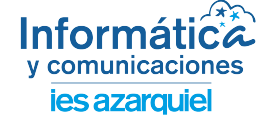 Informática
y comunicaciones
ies azarquiel